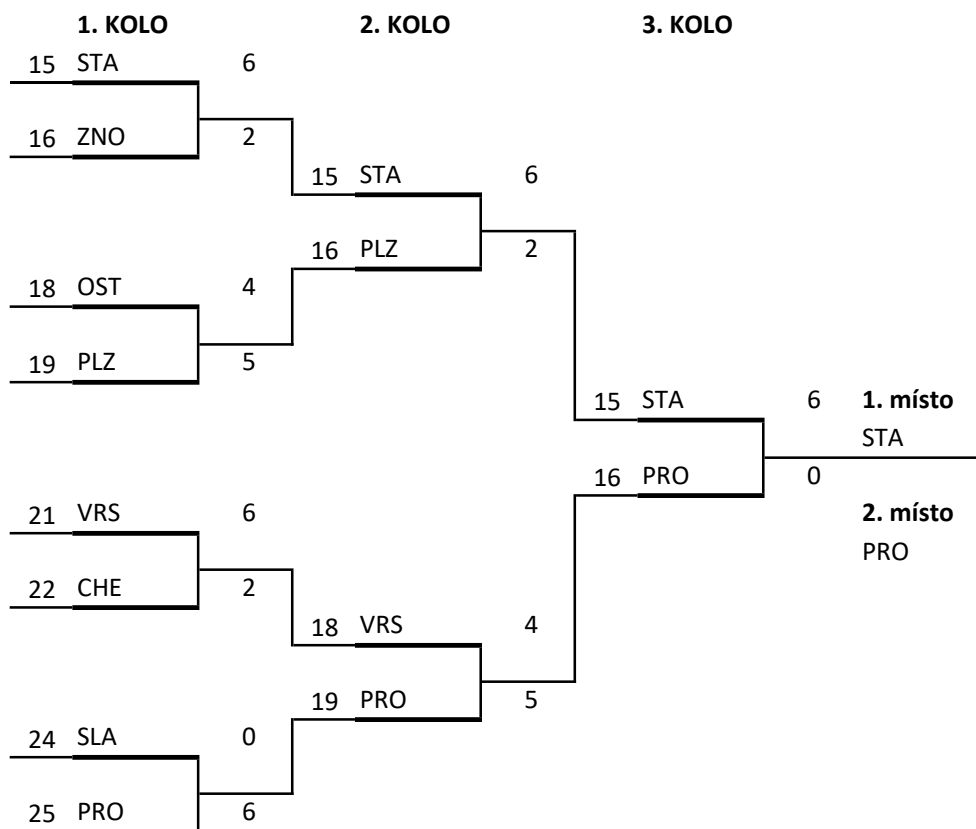 1. KOLO 2. KOLO 3. KOLO
15 STA 6
16 ZNO 2
15 STA 6
16 PLZ 2
18 OST 4
19 PLZ 5
15 STA 6 1. místo
STA
16 PRO 0
2. místo
PRO
21 VRS 6
22 CHE 2
18 VRS 4
19 PRO 5
24 SLA 0
25 PRO 6